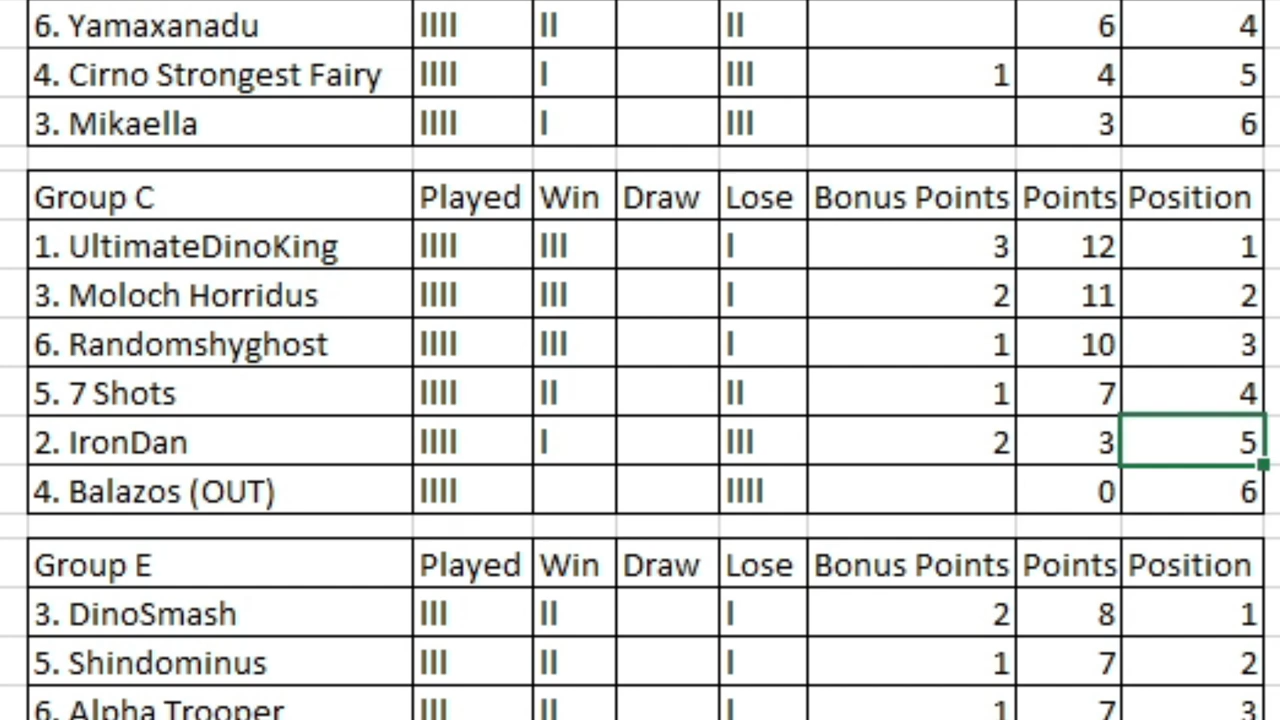 6. Yamaxanadu IIII II II 6 4
4. Cirno Strongest Fairy IIII I III 1 4 5
3. Mikaella IIII I III 3 6
Group C Played Win Draw Lose Bonus Points Points Position
1. UltimateDinoKing IIII III I 3 12 1
3. Moloch Horridus IIII III I 2 11 2
6. Randomshyghost IIII III I 1 10 3
5. 7 Shots IIII II II 1 7 4
2. IronDan IIII I III 2 3 5
4. Balazos (OUT) IIII IIII 0 6
Group E Played Win Draw Lose Bonus Points Points Position
3. DinoSmash III II I 2 8 1
5. Shindominus III II I 1 7 2
6. Alpha Trooper III II I 1 7 3